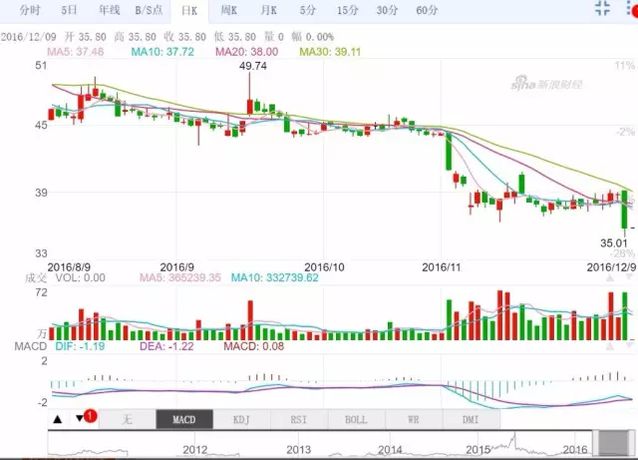 分时 5日 年线 B/S点 日K 周K 月K 5分 15分 30分 60分
2016/12/09 开 35.80 高 35.80 收 35.80 低 35.80 量 0 幅 0.00%
MA5: 37.48 MA10: 37.72 MA20: 38.00 MA30: 39.11
51 49.74 11%
sina 新浪财经
45 -2%
39
35.01
33 -28%
2016/8/9 2016/9 2016/10 2016/11 2016/12/9
成交 VOL: 0.00 MA5: 365239.35 MA10: 332739.62
72
万
MACD DIF: -1.19 DEA: -1.22 MACD: 0.08
2
-2
▲ ▼ 1 无 MACD KDJ RSI BOLL WR DMI
2012 2013 2014 2015 2016